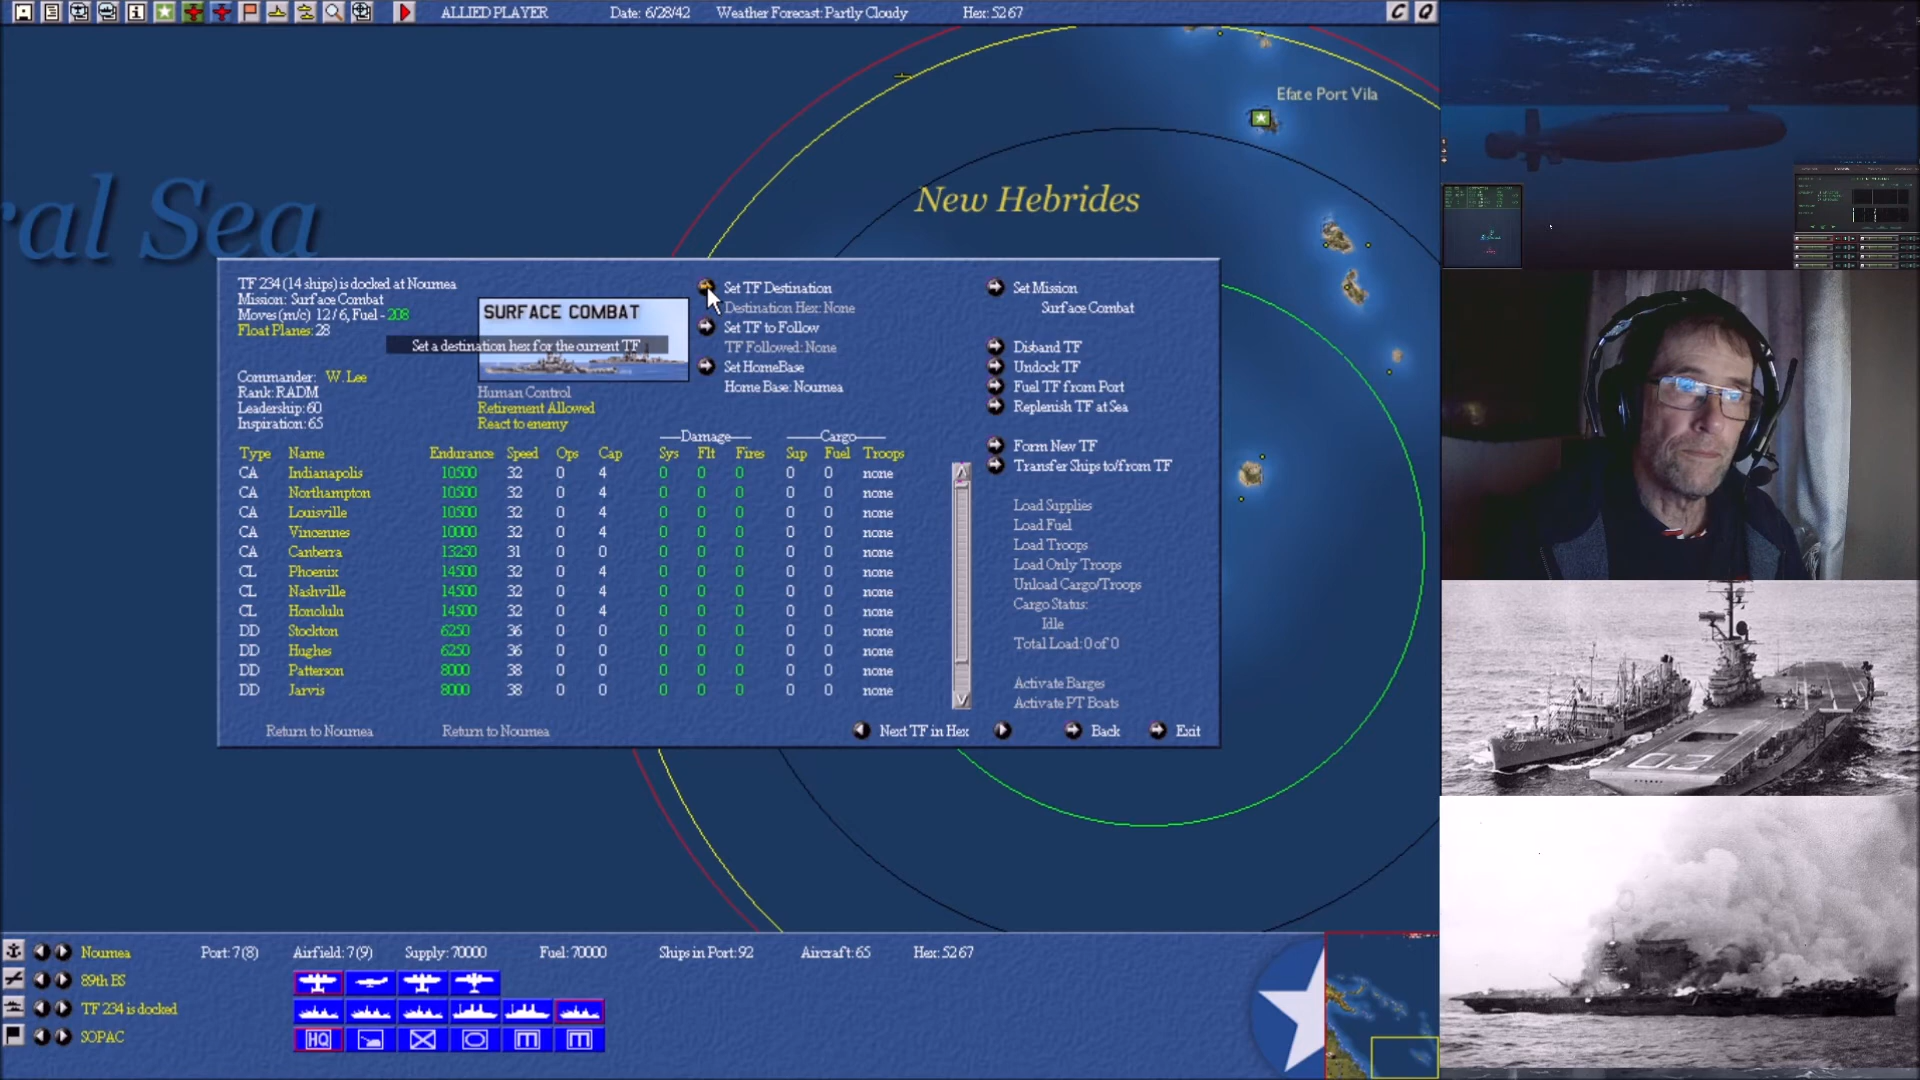 ALLIED PLAYER Date: 6/28/42 Weather Forecast: Partly Cloudy Hex: 52 67
C Q
Efate Port Vila
New Hebrides
ral Sea
TF 234 (14 ships) is docked at Noumea
Mission: Surface Combat
Moves (m/c) 12 / 6, Fuel - 208
Float Planes: 28
SURFACE COMBAT
Set a destination hex for the current TF
Commander: W. Lee
Rank: RADM
Leadership: 60
Inspiration: 65
Human Control
Retirement Allowed
React to enemy
Set TF Destination
Destination Hex: None
Set TF to Follow
TF Followed: None
Set HomeBase
Home Base: Noumea
Set Mission
Surface Combat
Disband TF
Undock TF
Fuel TF from Port
Replenish TF at Sea
Form New TF
Transfer Ships to/from TF
Load Supplies
Load Fuel
Load Troops
Load Only Troops
Unload Cargo/Troops
Cargo Status:
Idle
Total Load: 0 of 0
Activate Barges
Activate PT Boats
Damage Cargo
Type Name Endurance Speed Ops Cap Sys Flt Fires Sup Fuel Troops
CA Indianapolis 10500 32 0 4 0 0 0 0 0 none
CA Northampton 10500 32 0 4 0 0 0 0 0 none
CA Louisville 10500 32 0 4 0 0 0 0 0 none
CA Vincennes 10000 32 0 4 0 0 0 0 0 none
CA Canberra 13250 31 0 0 0 0 0 0 0 none
CL Phoenix 14500 32 0 4 0 0 0 0 0 none
CL Nashville 14500 32 0 4 0 0 0 0 0 none
CL Honolulu 14500 32 0 4 0 0 0 0 0 none
DD Stockton 6250 36 0 0 0 0 0 0 0 none
DD Hughes 6250 36 0 0 0 0 0 0 0 none
DD Patterson 8000 38 0 0 0 0 0 0 0 none
DD Jarvis 8000 38 0 0 0 0 0 0 0 none
Return to Noumea Return to Noumea Next TF in Hex Back Exit
Noumea Port: 7(8) Airfield: 7(9) Supply: 70000 Fuel: 70000 Ships in Port: 92 Aircraft: 65 Hex: 52 67
89th BS
TF 234 is docked
SOPAC
HQ